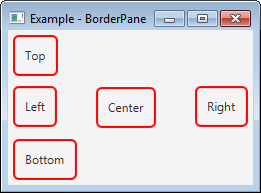 Example - BorderPane
Top
Left
Center
Right
Bottom